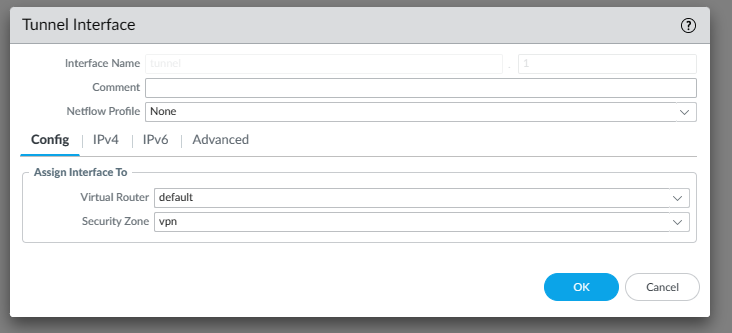 Tunnel Interface ?
Interface Name tunnel . 1
Comment
Netflow Profile None
Config | IPv4 | IPv6 | Advanced
Assign Interface To
Virtual Router default
Security Zone vpn
OK Cancel